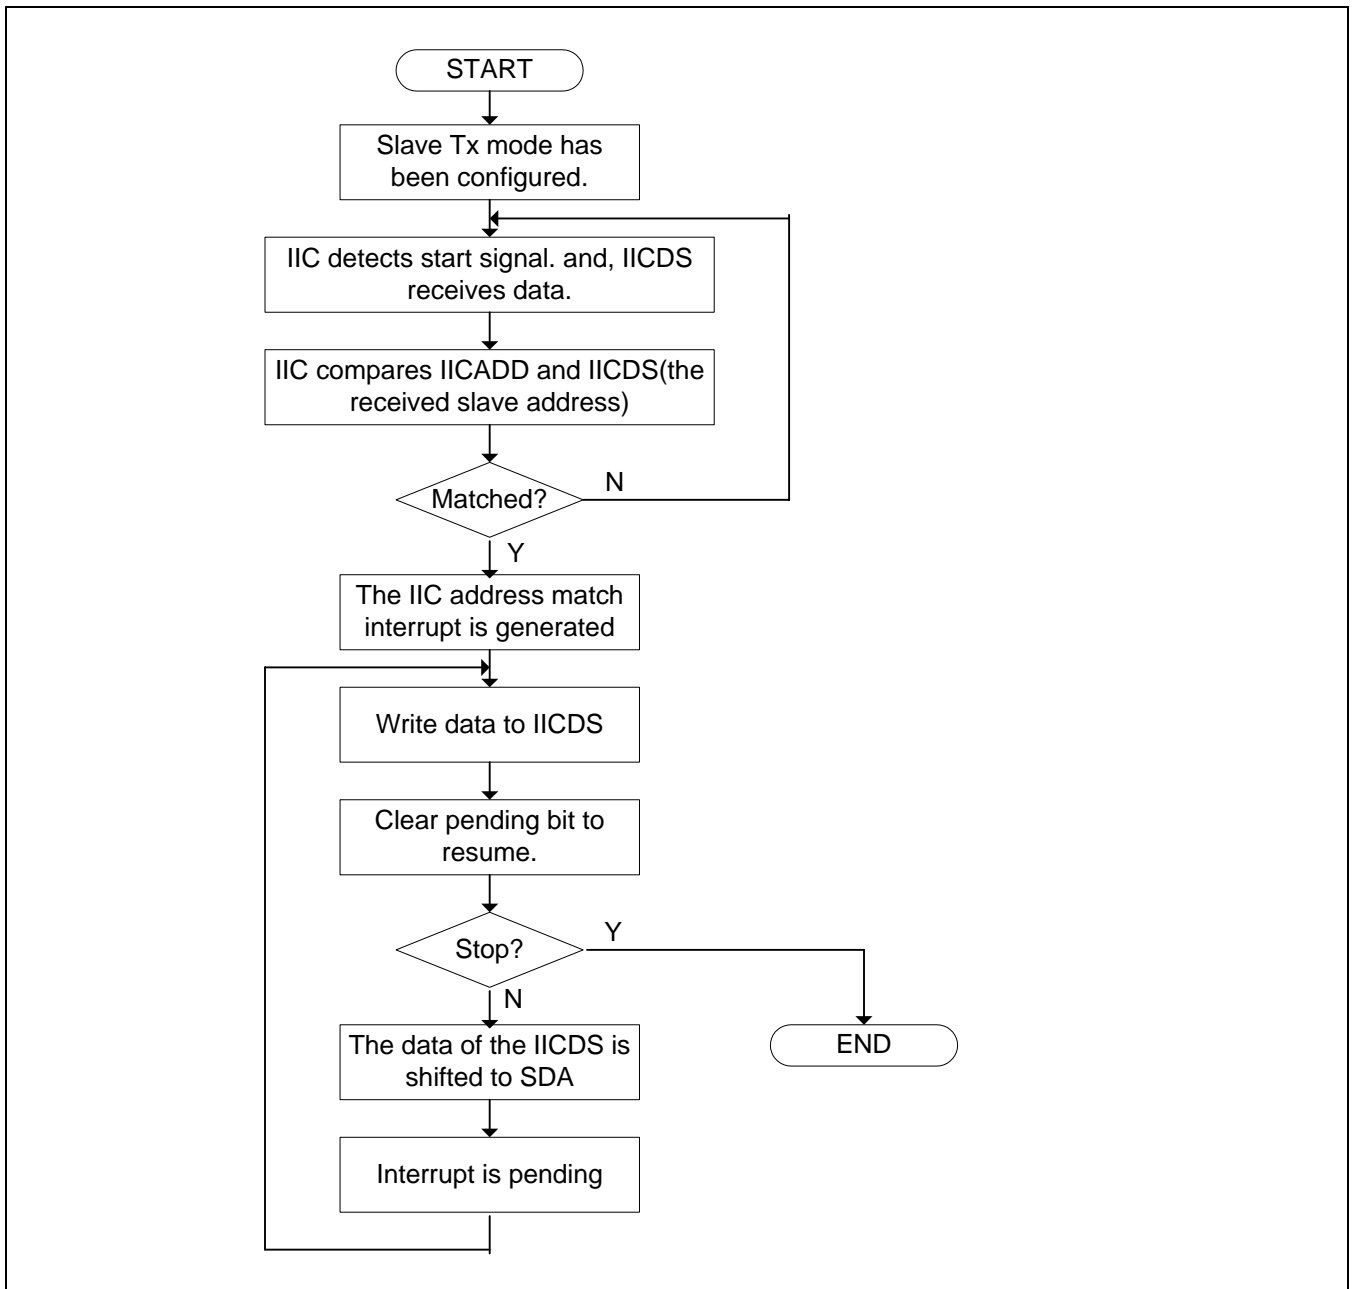 START
Slave Tx mode has
been configured.
IIC detects start signal. and, IICDS
receives data.
IIC compares IICADD and IICDS(the
received slave address)
Matched?
N
Y
The IIC address match
interrupt is generated
Write data to IICDS
Clear pending bit to
resume.
Stop?
Y
N
The data of the IICDS is
shifted to SDA
END
Interrupt is pending